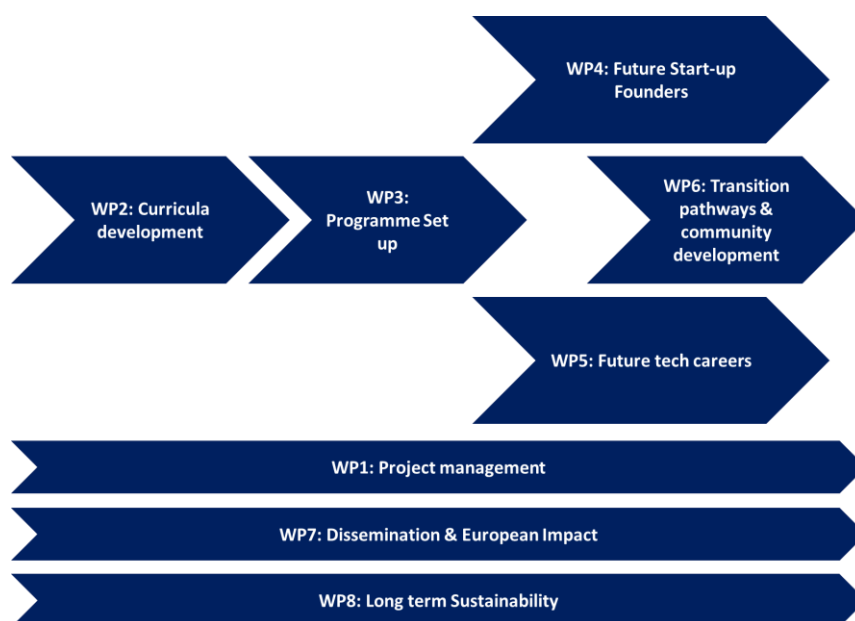 WP4: Future Start-up
Founders
WP2: Curricula
development
WP3:
Programme Set
up
WP6: Transition
pathways &
community
development
WP5: Future tech careers
WP1: Project management
WP7: Dissemination & European Impact
WP8: Long term Sustainability